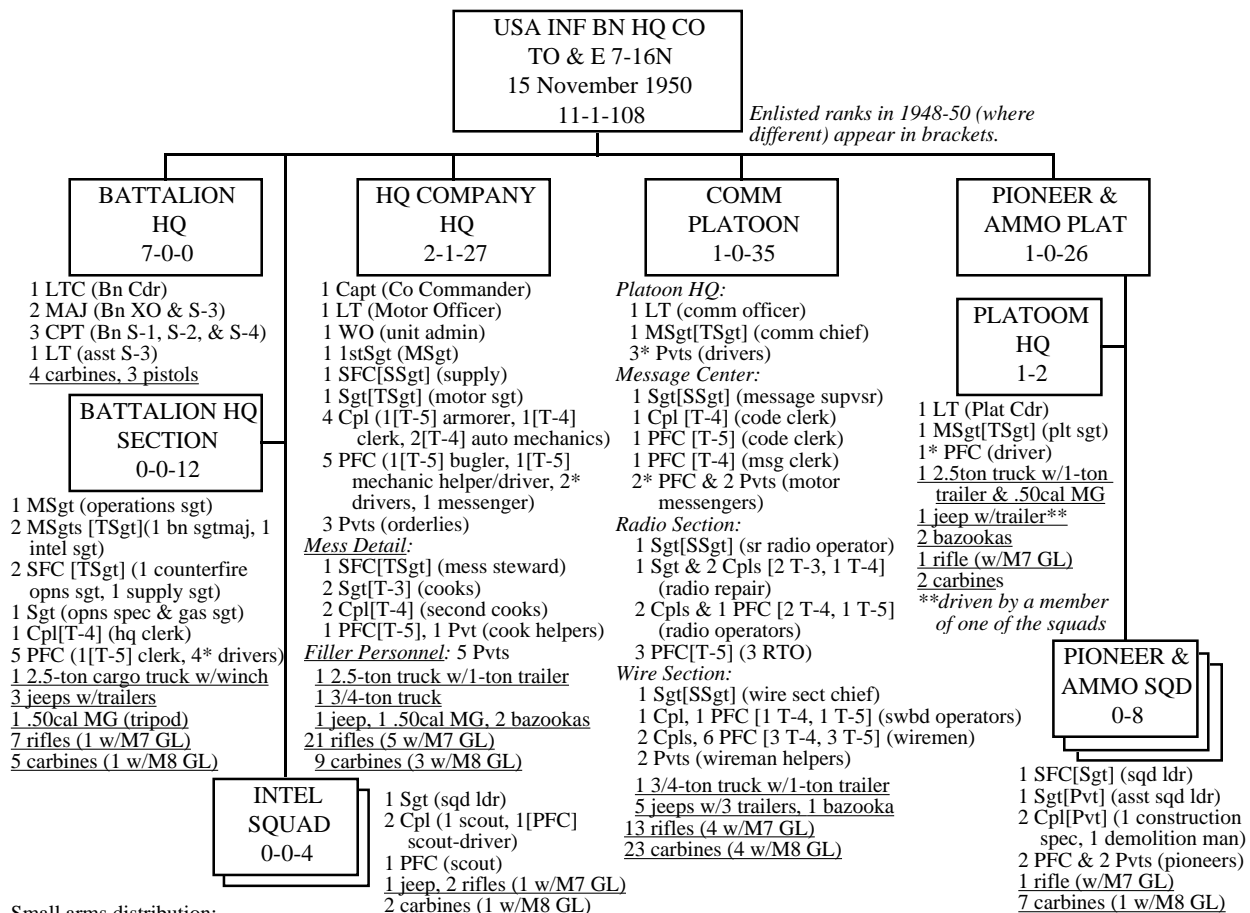 USA INF BN HQ CO
TO & E 7-16N
15 November 1950
11-1-108
Enlisted ranks in 1948-50 (where
different) appear in brackets.
BATTALION
HQ
7-0-0
1 LTC (Bn Cdr)
2 MAJ (Bn XO & S-3)
3 CPT (Bn S-1, S-2, & S-4)
1 LT (asst S-3)
4 carbines, 3 pistols
BATTALION HQ
SECTION
0-0-12
1 MSgt (operations sgt)
2 MSgts [TSgt](1 bn sgtmaj, 1
intel sgt)
2 SFC [TSgt] (1 counterfire
opns sgt, 1 supply sgt)
1 Sgt (opns spec & gas sgt)
1 Cpl[T-4] (hq clerk)
5 PFC (1[T-5] clerk, 4* drivers)
1 2.5-ton cargo truck w/winch
3 jeeps w/trailers
1 .50cal MG (tripod)
7 rifles (1 w/M7 GL)
5 carbines (1 w/M8 GL)
INTEL
SQUAD
0-0-4
1 Sgt (sqd ldr)
2 Cpl (1 scout, 1[PFC]
scout-driver)
1 PFC (scout)
1 jeep, 2 rifles (1 w/M7 GL)
2 carbines (1 w/M8 GL)
HQ COMPANY
HQ
2-1-27
1 Capt (Co Commander)
1 LT (Motor Officer)
1 WO (unit admin)
1 1stSgt (MSgt)
1 SFC[SSgt] (supply)
1 Sgt[TSgt] (motor sgt)
4 Cpl (1[T-5] armorer, 1[T-4]
clerk, 2[T-4] auto mechanics)
5 PFC (1[T-5] bugler, 1[T-5]
mechanic helper/driver, 2*
drivers, 1 messenger)
3 Pvts (orderlies)
Mess Detail:
1 SFC[TSgt] (mess steward)
2 Sgt[T-3] (cooks)
2 Cpl[T-4] (second cooks)
1 PFC[T-5], 1 Pvt (cook helpers)
Filler Personnel: 5 Pvts
1 2.5-ton truck w/1-ton trailer
1 3/4-ton truck
1 jeep, 1 .50cal MG, 2 bazookas
21 rifles (5 w/M7 GL)
9 carbines (3 w/M8 GL)
COMM
PLATOON
1-0-35
Platoon HQ:
1 LT (comm officer)
1 MSgt[TSgt] (comm chief)
3* Pvts (drivers)
Message Center:
1 Sgt[SSgt] (message supvsr)
1 Cpl [T-4] (code clerk)
1 PFC [T-5] (code clerk)
1 PFC [T-4] (msg clerk)
2* PFC & 2 Pvts (motor
messengers)
Radio Section:
1 Sgt[SSgt] (sr radio operator)
1 Sgt & 2 Cpls [2 T-3, 1 T-4]
(radio repair)
2 Cpls & 1 PFC [2 T-4, 1 T-5]
(radio operators)
3 PFC[T-5] (3 RTO)
Wire Section:
1 Sgt[SSgt] (wire sect chief)
1 Cpl, 1 PFC [1 T-4, 1 T-5] (swbd operators)
2 Cpls, 6 PFC [3 T-4, 3 T-5] (wiremen)
2 Pvts (wireman helpers)
1 3/4-ton truck w/1-ton trailer
5 jeeps w/3 trailers, 1 bazooka
13 rifles (4 w/M7 GL)
23 carbines (4 w/M8 GL)
PIONEER &
AMMO PLAT
1-0-26
PLATOOM
HQ
1-2
1 LT (Plat Cdr)
1 MSgt[TSgt] (plt sgt)
1* PFC (driver)
1 2.5ton truck w/1-ton
trailer & .50cal MG
1 jeep w/trailer**
2 bazookas
1 rifle (w/M7 GL)
2 carbines
**driven by a member
of one of the squads
PIONEER &
AMMO SQD
0-8
1 SFC[Sgt] (sqd ldr)
1 Sgt[Pvt] (asst sqd ldr)
2 Cpl[Pvt] (1 construction
spec, 1 demolition man)
2 PFC & 2 Pvts (pioneers)
1 rifle (w/M7 GL)
7 carbines (1 w/M8 GL)
Small arms distribution: